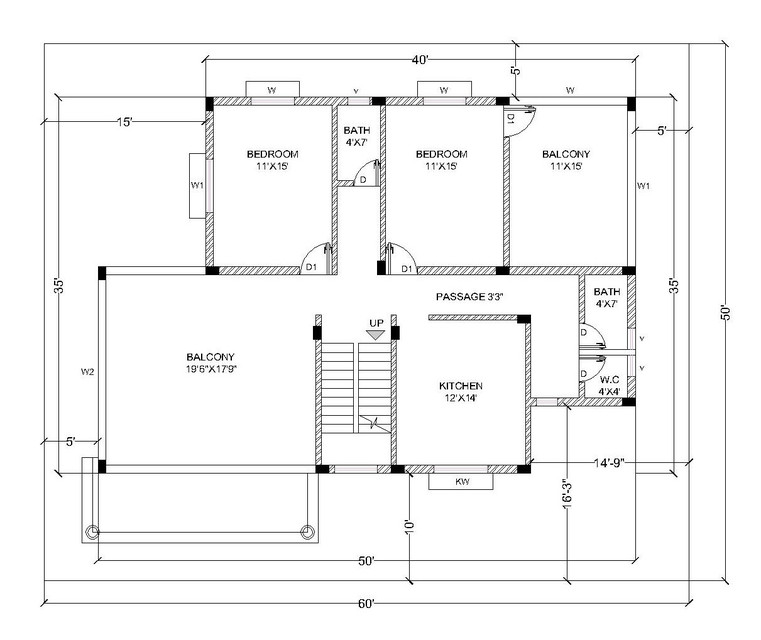 40'
5'
W
V
W
W
15'
BATH
4'X7'
D1
5'
BEDROOM
11'X15'
BEDROOM
11'X15'
BALCONY
11'X15'
D
W1
W1
D1
D1
35'
35'
PASSAGE 3'3"
BATH
4'X7'
50'
UP
D
V
BALCONY
19'6"X17'9"
D
V
W2
KITCHEN
12'X14'
W.C
4'X4'
5'
14'-9"
KW
16'-3"
10'
50'
60'